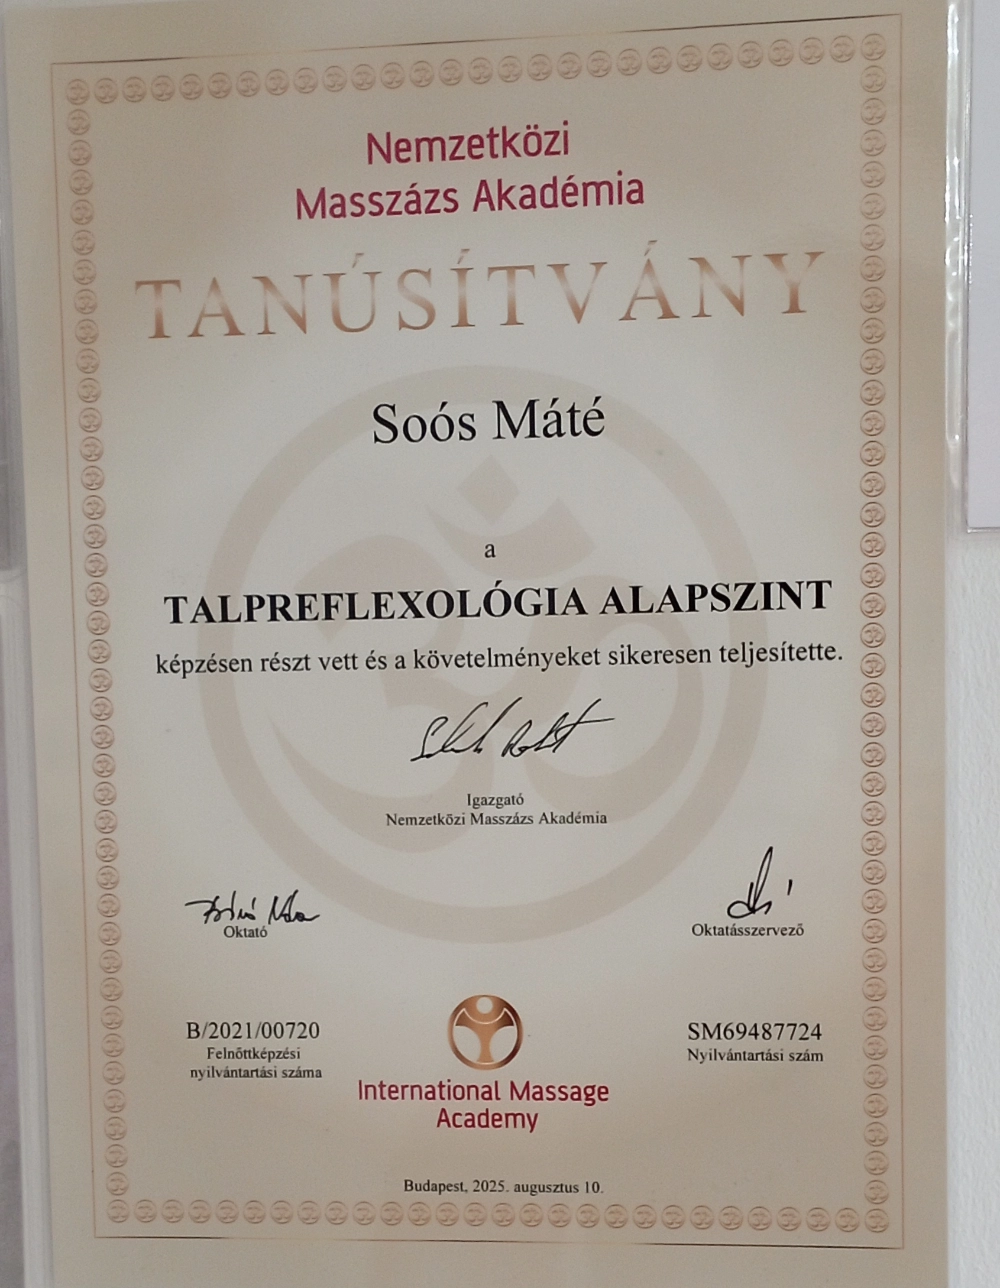 Nemzetközi
Masszázs Akadémia
TANÚSÍTVÁNY
Soós Máté
a
TALPREFLEXOLÓGIA ALAPSZINT
képzésen részt vett és a követelményeket sikeresen teljesítette.
Igazgató
Nemzetközi Masszázs Akadémia
Oktató
Oktatásszervező
B/2021/00720
Felnőttképzési
nyilvántartási száma
SM69487724
Nyilvántartási szám
International Massage
Academy
Budapest, 2025. augusztus 10.